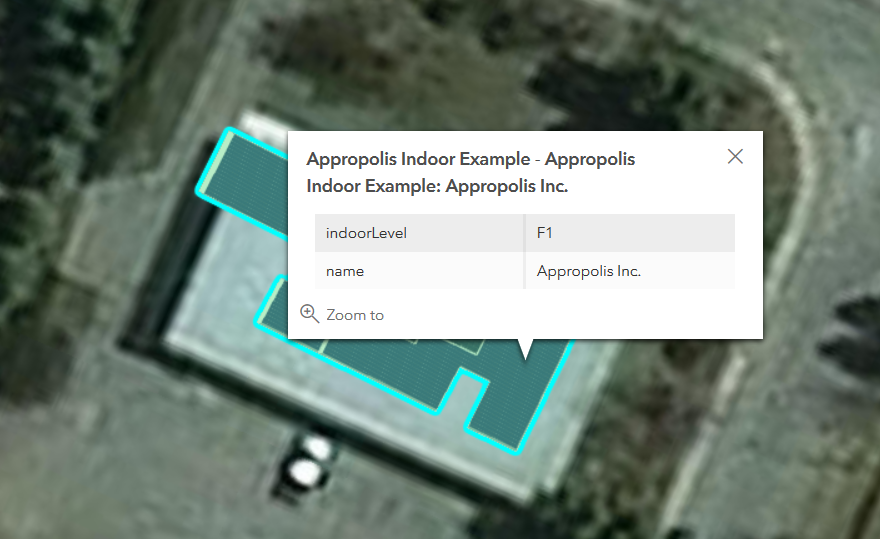 Appropolis Indoor Example - Appropolis
Indoor Example: Appropolis Inc.
indoorLevel F1
name Appropolis Inc.
Zoom to